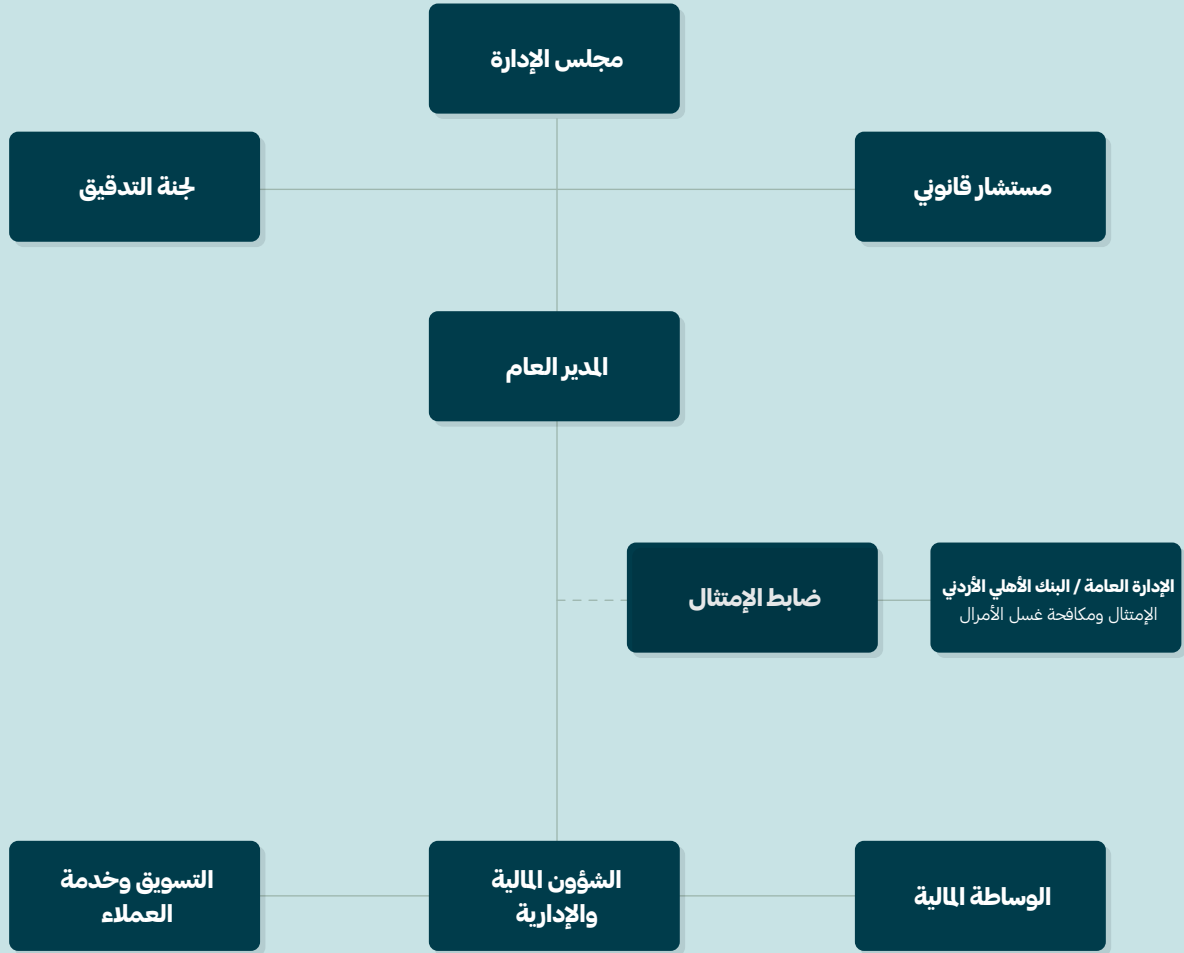 مجلس الإدارة
مستشار قانوني
لجنة التدقيق
المدير العام
الإدارة العامة / البنك الأهلي الأردني
الإمتثال ومكافحة غسل الأمرال
ضابط الإمتثال
الوساطة المالية
الشؤون المالية
والإدارية
التسويق وخدمة
العملاء